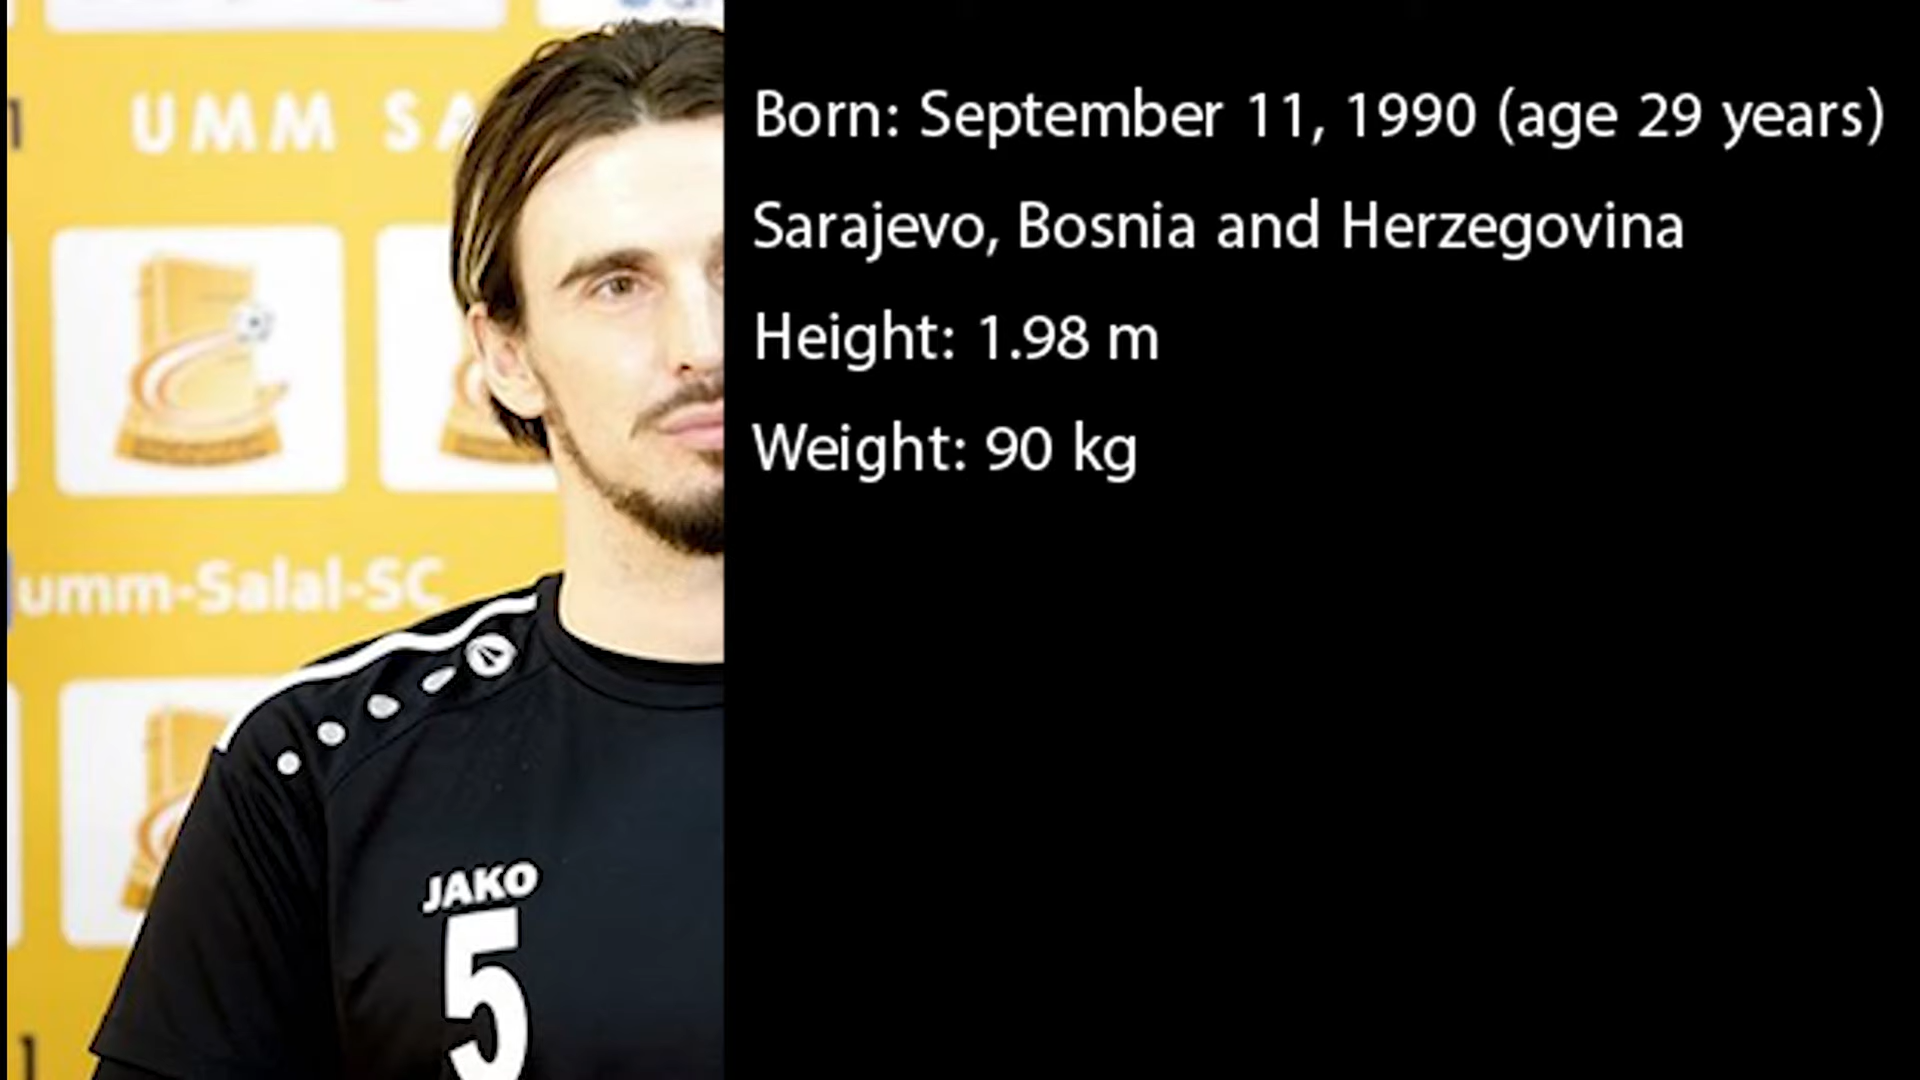 UMM SA
umm-Salal-SC
JAKO
5
Born: September 11, 1990 (age 29 years)
Sarajevo, Bosnia and Herzegovina
Height: 1.98 m
Weight: 90 kg